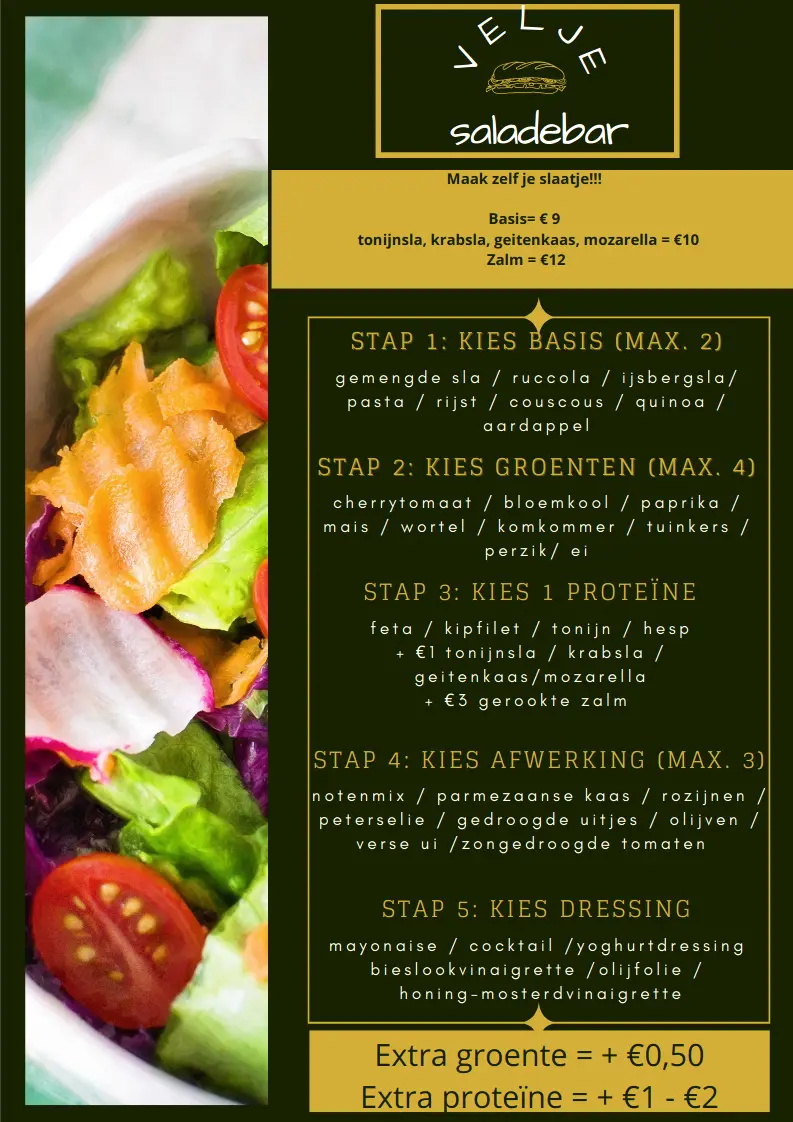 VELJE
saladebar
Maak zelf je slaatje!!!
Basis= € 9
tonijnsla, krabsla, geitenkaas, mozarella = €10
Zalm = €12
STAP 1: KIES BASIS (MAX. 2)
gemengde sla / ruccola / ijsbergsla/
pasta / rijst / couscous / quinoa /
aardappel
STAP 2: KIES GROENTEN (MAX. 4)
cherrytomaat / bloemkool / paprika /
mais / wortel / komkommer / tuinkers /
perzik/ ei
STAP 3: KIES 1 PROTEÏNE
feta / kipfilet / tonijn / hesp
+ €1 tonijnsla / krabsla /
geitenkaas/mozarella
+ €3 gerookte zalm
STAP 4: KIES AFWERKING (MAX. 3)
notenmix / parmezaanse kaas / rozijnen /
peterselie / gedroogde uitjes / olijven /
verse ui /zongedroogde tomaten
STAP 5: KIES DRESSING
mayonaise / cocktail /yoghurtdressing
bieslookvinaigrette /olijfolie /
honing-mosterdvinaigrette
Extra groente = + €0,50
Extra proteïne = + €1 - €2